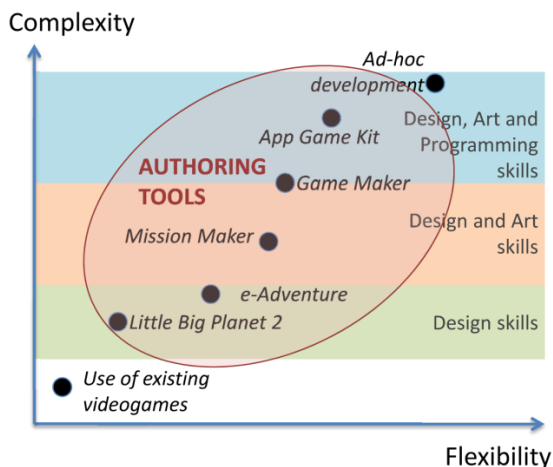 Complexity
Ad-hoc
development
App Game Kit
Design, Art and
Programming
skills
AUTHORING
TOOLS
Game Maker
Mission Maker
Design and Art
skills
e-Adventure
Little Big Planet 2
Design skills
Use of existing
videogames
Flexibility